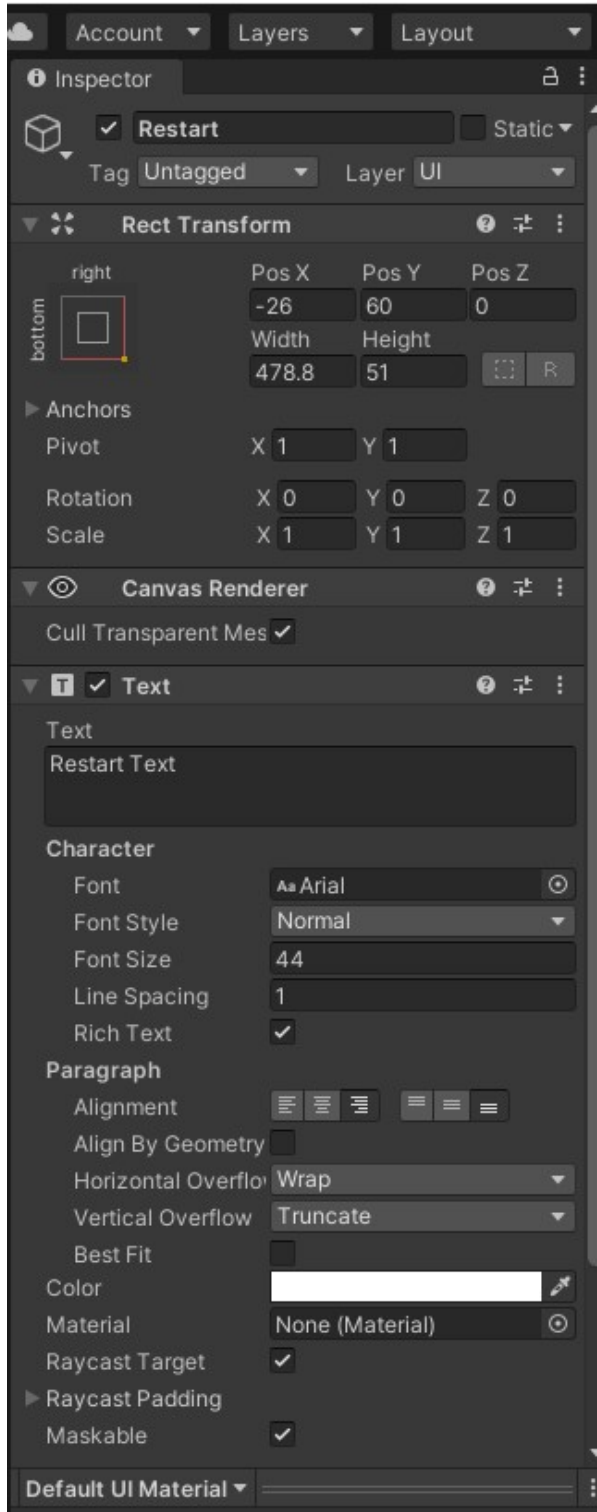 Account Layers Layout
Inspector
Restart Static
Tag Untagged Layer UI
Rect Transform
right Pos X Pos Y Pos Z
bottom -26 60 0
Width Height
478.8 51 R
Anchors
Pivot X 1 Y 1
Rotation X 0 Y 0 Z 0
Scale X 1 Y 1 Z 1
Canvas Renderer
Cull Transparent Mes
T Text
Text
Restart Text
Character
Font Aa Arial
Font Style Normal
Font Size 44
Line Spacing 1
Rich Text
Paragraph
Alignment
Align By Geometry
Horizontal Overflo Wrap
Vertical Overflow Truncate
Best Fit
Color
Material None (Material)
Raycast Target
Raycast Padding
Maskable
Default UI Material